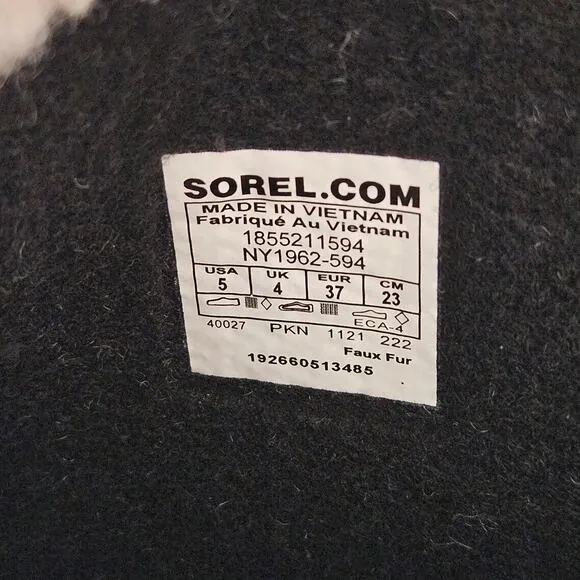 SOREL.COM
MADE IN VIETNAM
Fabriqué Au Vietnam
1855211594
NY1962-594
USA UK EUR CM
5 4 37 23
ECA-4
40027 PKN 1121 222
Faux Fur
192660513485